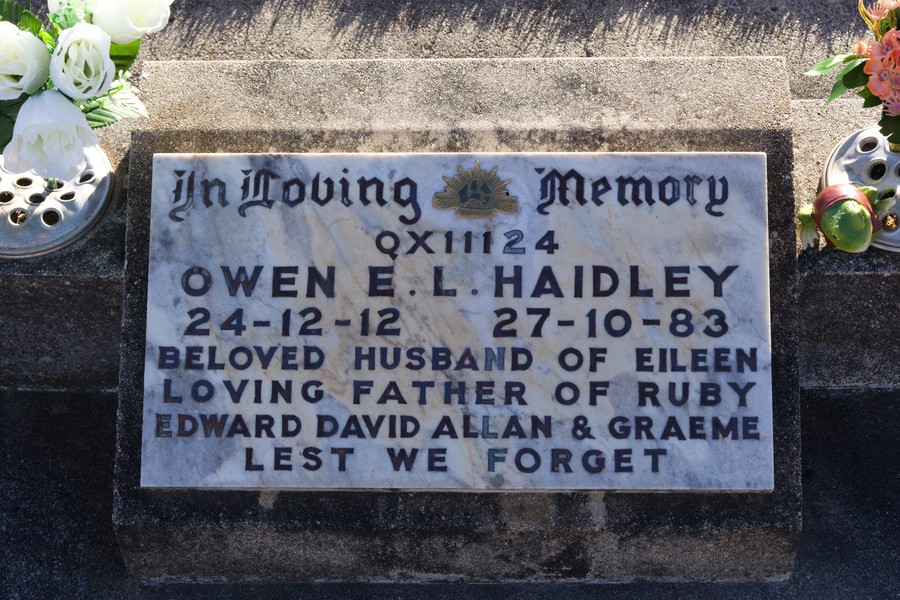 In Loving Memory
QX11124
OWEN E. L. HAIDLEY
24-12-12 27-10-83
BELOVED HUSBAND OF EILEEN
LOVING FATHER OF RUBY
EDWARD DAVID ALLAN & GRAEME
LEST WE FORGET